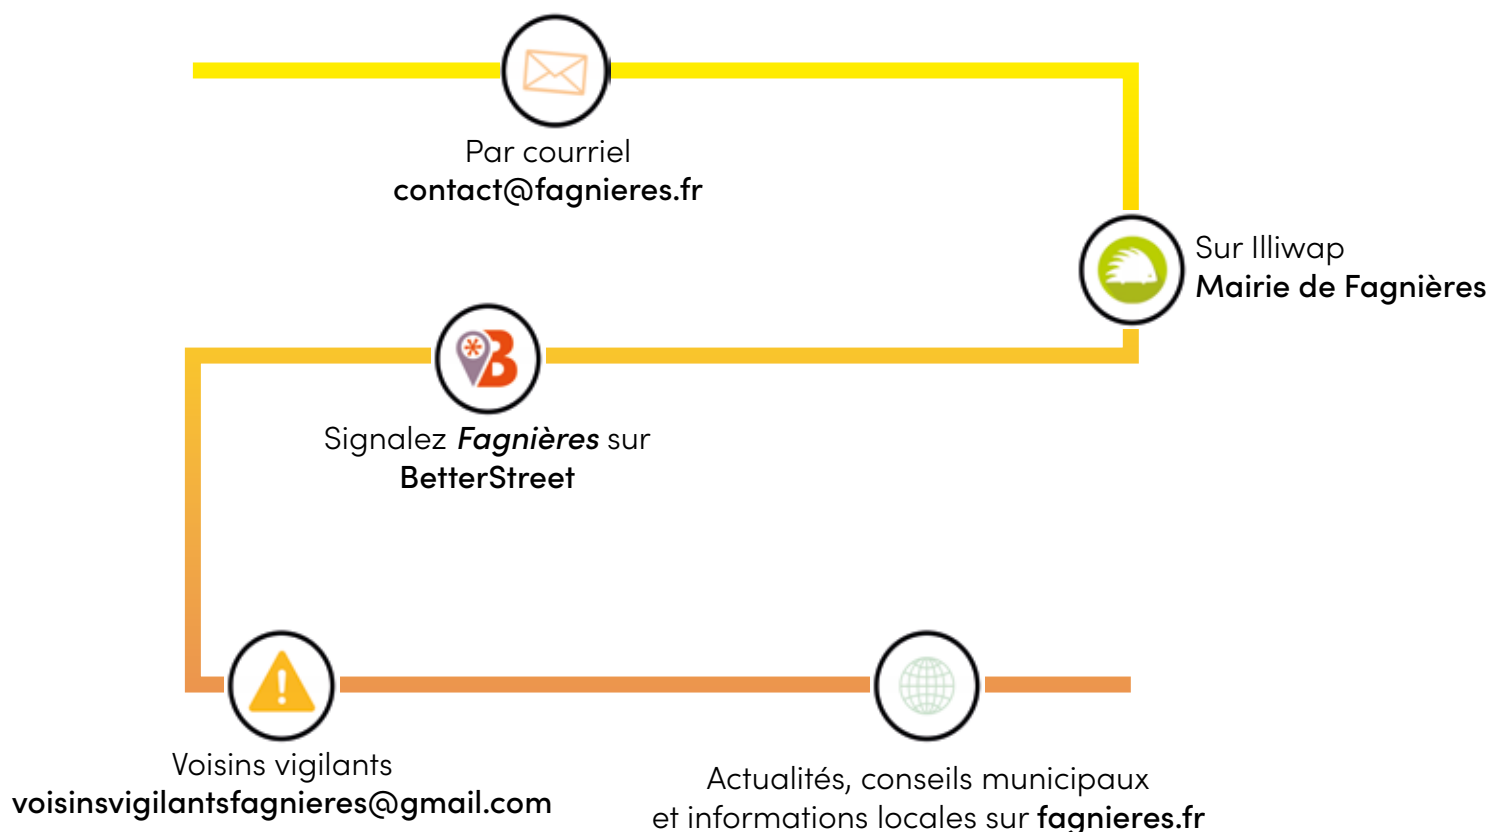 Par courriel
contact@fagnieres.fr
Sur Illiwap
Mairie de Fagnières
B
Signalez Fagnières sur
BetterStreet
Voisins vigilants
voisinsvigilantsfagnieres@gmail.com
Actualités, conseils municipaux
et informations locales sur fagnieres.fr